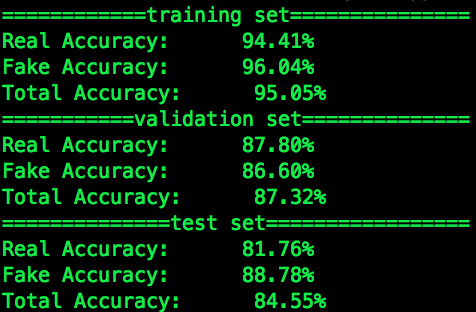 ============training set===============
Real Accuracy:      94.41%
Fake Accuracy:      96.04%
Total Accuracy:      95.05%
===========validation set==============
Real Accuracy:      87.80%
Fake Accuracy:      86.60%
Total Accuracy:      87.32%
==============test set=================
Real Accuracy:      81.76%
Fake Accuracy:      88.78%
Total Accuracy:      84.55%